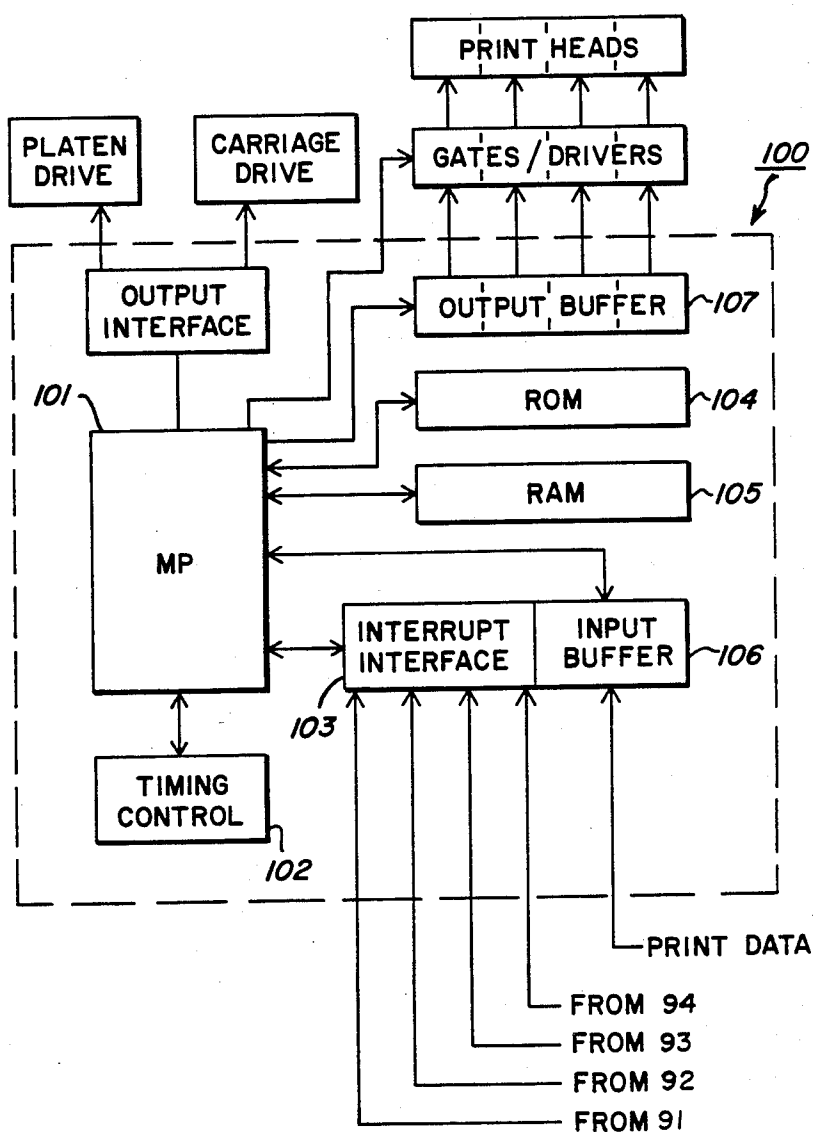 PRINT HEADS
PLATEN
DRIVE
CARRIAGE
DRIVE
GATES / DRIVERS
100
OUTPUT
INTERFACE
OUTPUT BUFFER
107
101
ROM
104
RAM
105
MP
INTERRUPT
INTERFACE
INPUT
BUFFER
106
103
TIMING
CONTROL
102
PRINT DATA
FROM 94
FROM 93
FROM 92
FROM 91